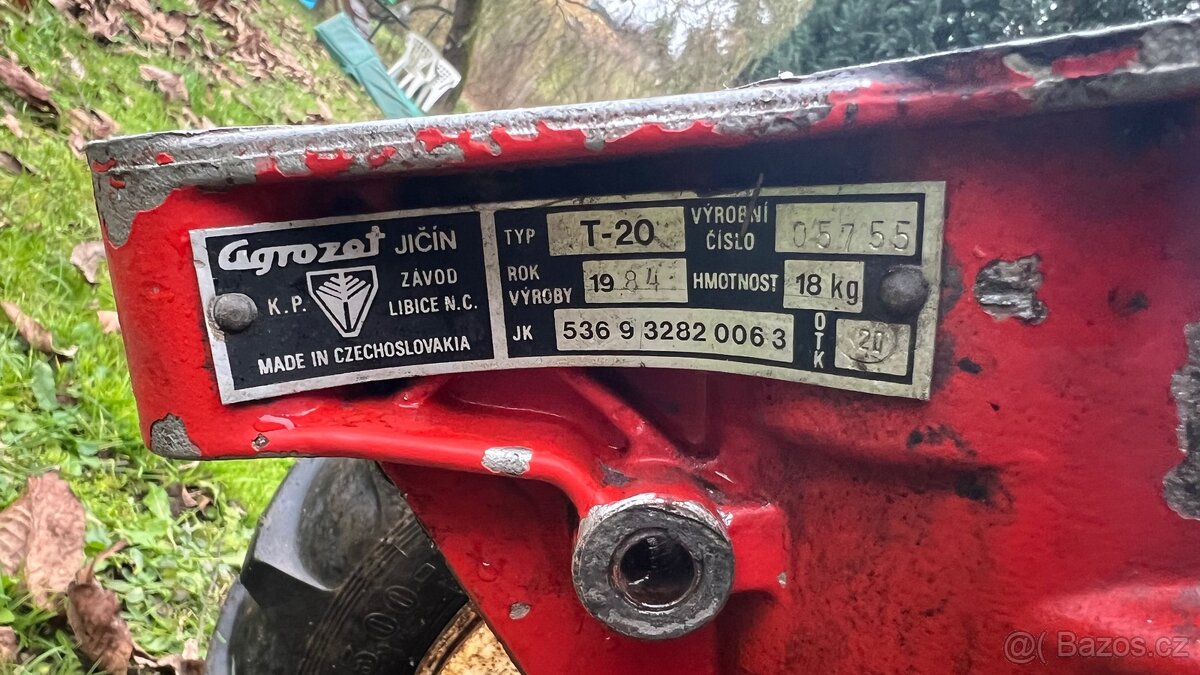 Agrozet JIČÍN
K.P.
ZÁVOD
LIBICE N.C.
MADE IN CZECHOSLOVAKIA
TYP T-20
VÝROBNÍ
ČÍSLO 05755
ROK
VÝROBY 1984
HMOTNOST 18 kg
JK 536 9 3282 006 3
OTK 20
Bazos.cz